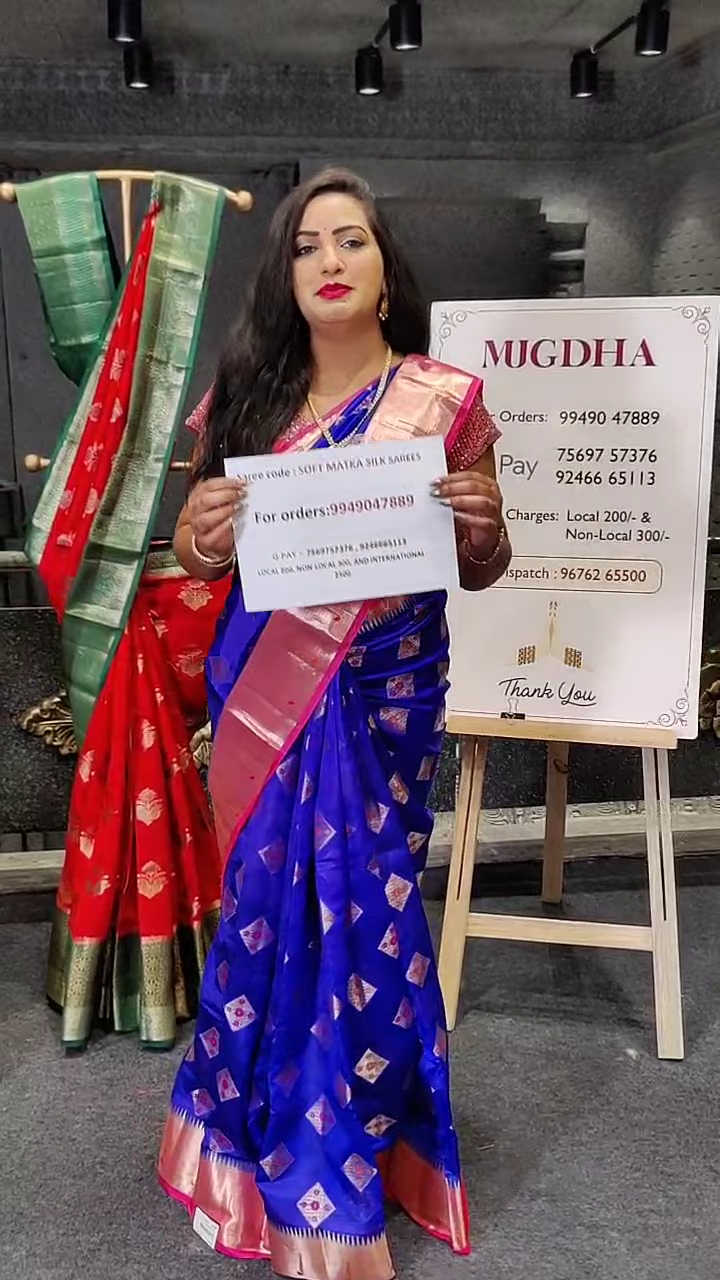 Saree code : SOFT MATKA SILK SAREES
For orders:9949047889
G PAY - 7569757376 , 9246665113
LOCAL 200, NON LOCAL 300, AND INTERNATIONAL
1500
MUGDHA
Orders: 99490 47889
Pay 75697 57376
92466 65113
Charges: Local 200/- &
Non-Local 300/-
ispatch : 96762 65500
Thank You